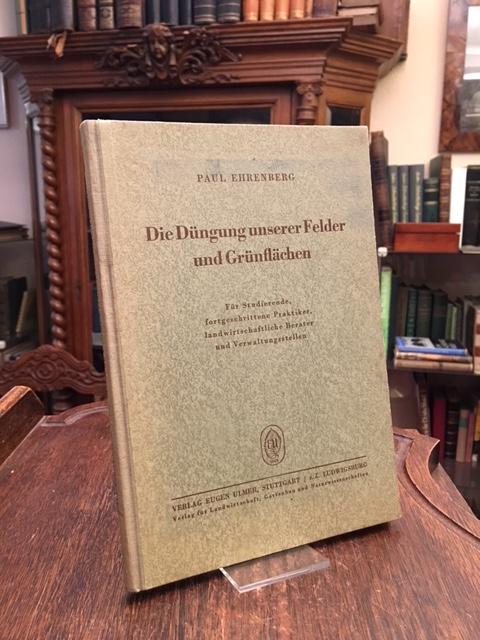 PAUL EHRENBERG
Die Düngung unserer Felder
und Grünflächen
Für Studierende,
fortgeschrittene Praktiker,
landwirtschaftliche Berater
und Verwaltungsstellen
EU
VERLAG EUGEN ULMER, STUTTGART / z.Z. LUDWIGSBURG
Verlag für Landwirtschaft, Gartenbau und Naturwissenschaften